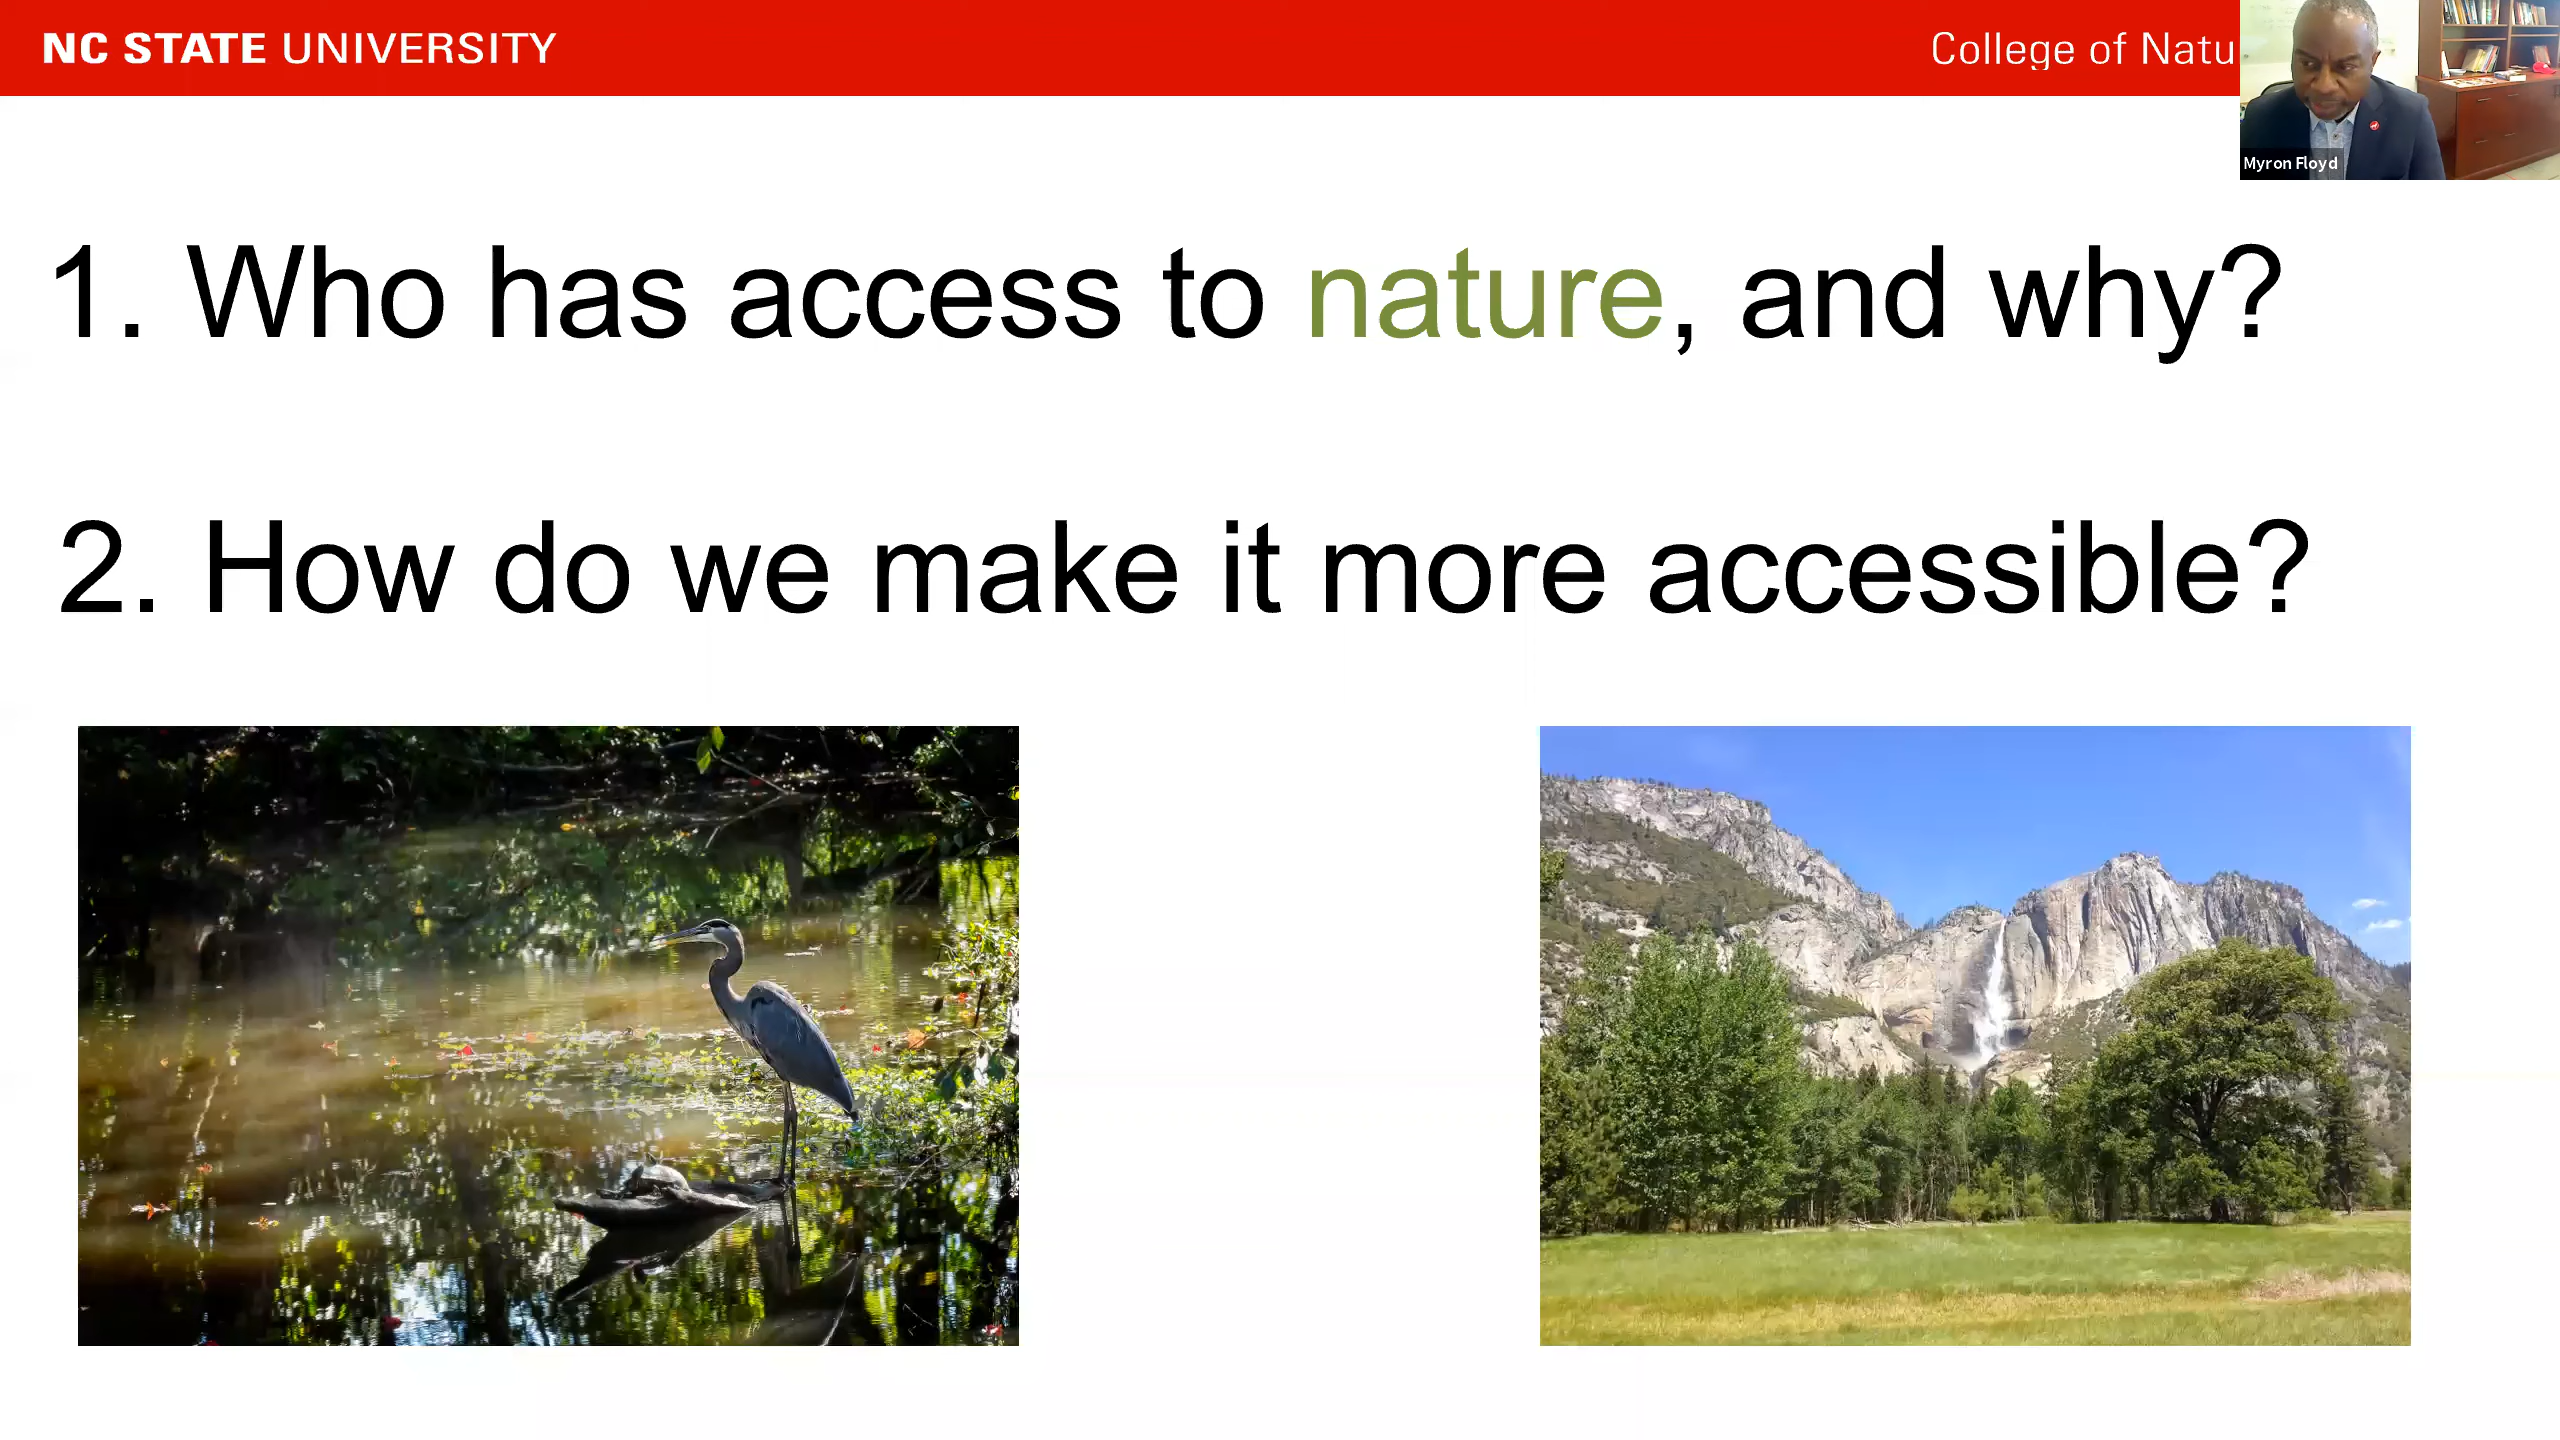 NC STATE UNIVERSITY
College of Natu
Myron Floyd
1. Who has access to nature, and why?
2. How do we make it more accessible?